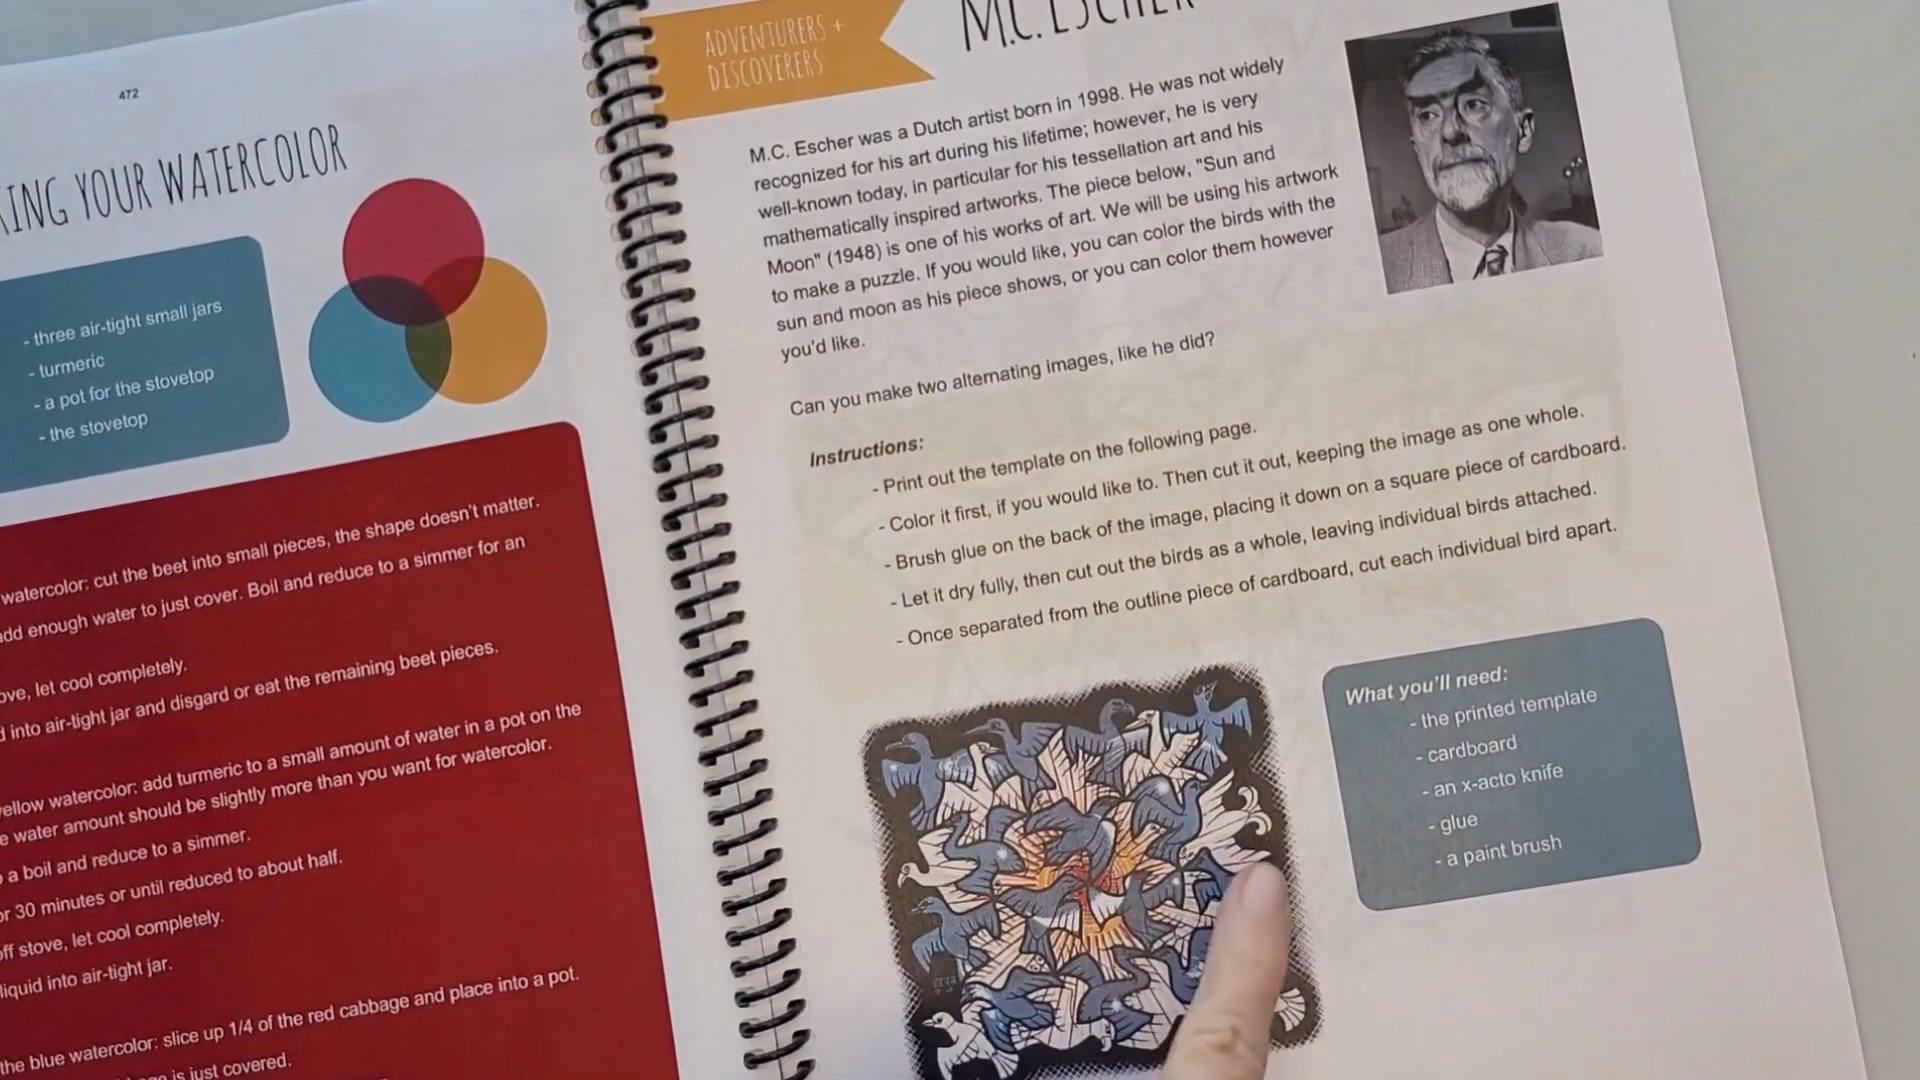 472
KING YOUR WATERCOLOR
- three air-tight small jars
- turmeric
- a pot for the stovetop
- the stovetop
watercolor: cut the beet into small pieces, the shape doesn't matter.
add enough water to just cover. Boil and reduce to a simmer for an
ove, let cool completely.
into air-tight jar and disgard or eat the remaining beet pieces.
yellow watercolor: add turmeric to a small amount of water in a pot on the
e water amount should be slightly more than you want for watercolor.
a boil and reduce to a simmer.
or 30 minutes or until reduced to about half.
off stove, let cool completely.
liquid into air-tight jar.
the blue watercolor: slice up 1/4 of the red cabbage and place into a pot.
is just covered.
ADVENTURERS +
DISCOVERERS
M.C. ESCHER
M.C. Escher was a Dutch artist born in 1998. He was not widely
recognized for his art during his lifetime; however, he is very
well-known today, in particular for his tessellation art and his
mathematically inspired artworks. The piece below, "Sun and
Moon" (1948) is one of his works of art. We will be using his artwork
to make a puzzle. If you would like, you can color the birds with the
sun and moon as his piece shows, or you can color them however
you'd like.
Can you make two alternating images, like he did?
Instructions:
- Print out the template on the following page.
- Color it first, if you would like to. Then cut it out, keeping the image as one whole.
- Brush glue on the back of the image, placing it down on a square piece of cardboard.
- Let it dry fully, then cut out the birds as a whole, leaving individual birds attached.
- Once separated from the outline piece of cardboard, cut each individual bird apart.
What you'll need:
- the printed template
- cardboard
- an x-acto knife
- glue
- a paint brush